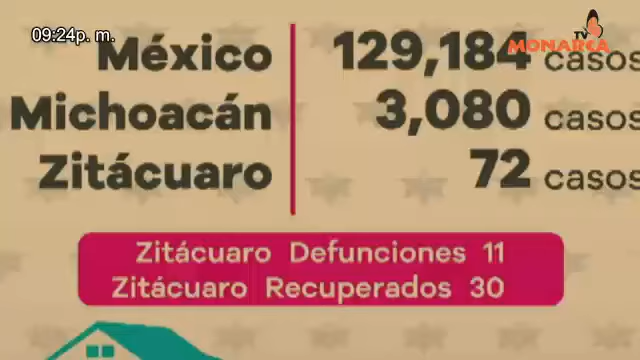 09:24p. m.
TV
MONARCA
México 129,184 casos
Michoacán 3,080 casos
Zitácuaro 72 casos
Zitácuaro Defunciones 11
Zitácuaro Recuperados 30